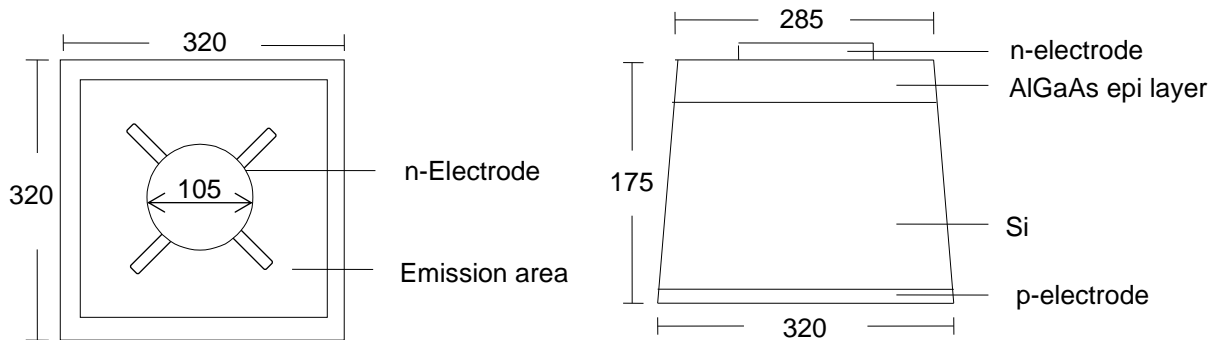 320
320
105
n-Electrode
Emission area
285
n-electrode
AlGaAs epi layer
175
Si
p-electrode
320